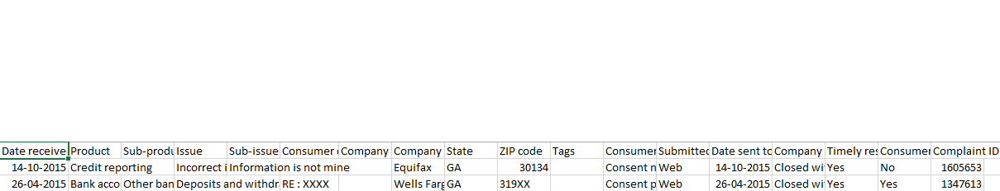 Date receive Product Sub-produ Issue Sub-issue Consumer Company Company State ZIP code Tags Consumer Submitted Date sent to Company Timely res Consumer Complaint ID
14-10-2015 Credit reporting Incorrect i Information is not mine Equifax GA 30134 Consent n Web 14-10-2015 Closed wi Yes No 1605653
26-04-2015 Bank acco Other ban Deposits and withdr RE : XXXX Wells Farg GA 319XX Consent p Web 26-04-2015 Closed wi Yes Yes 1347613